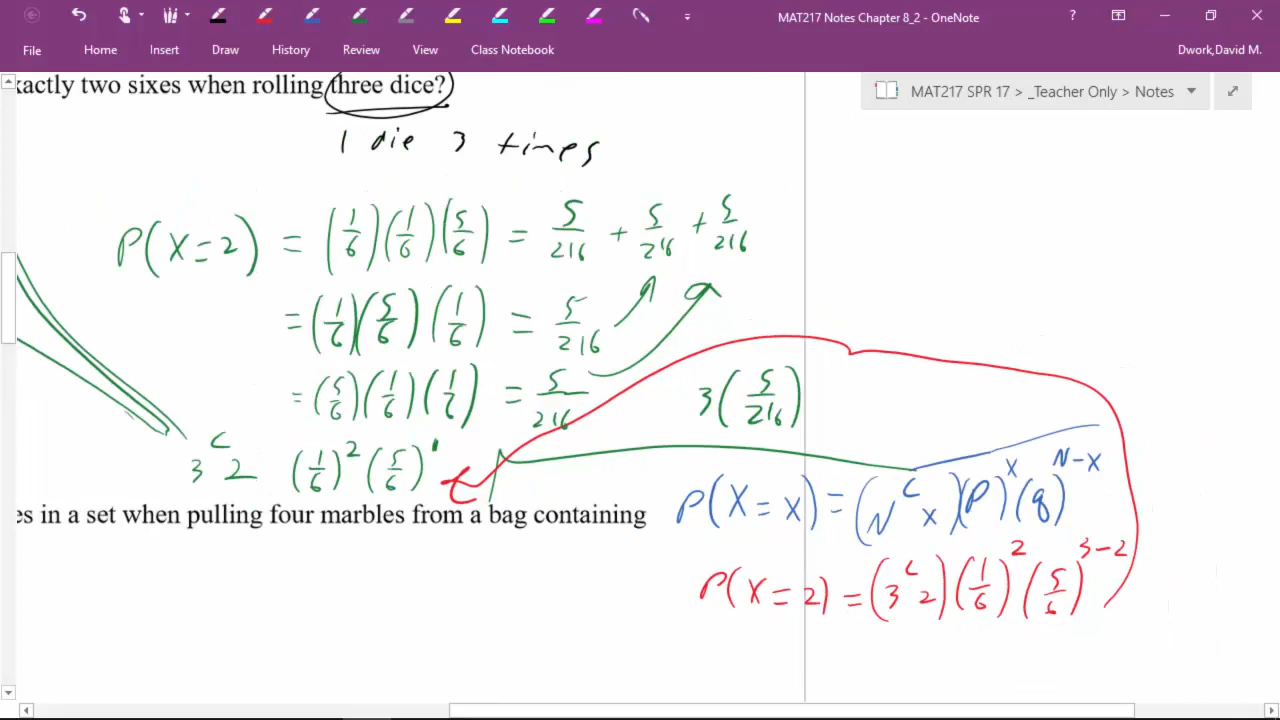 MAT217 Notes Chapter 8_2 - OneNote
?
File Home Insert Draw History Review View Class Notebook
Dwork,David M.
MAT217 SPR 17 > _Teacher Only > Notes
xactly two sixes when rolling three dice?
1 die 3 times
P(X=2) = (1/6)(1/6)(5/6) = 5/216 + 5/216 + 5/216
= (1/6)(5/6)(1/6) = 5/216
= (5/6)(1/6)(1/6) = 5/216
3(5/216)
3 C 2 (1/6)^2 (5/6)^1
es in a set when pulling four marbles from a bag containing
P(X=x) = (N C x)(P)^x (q)^N-x
P(X=2) = (3 C 2)(1/6)^2 (5/6)^3-2